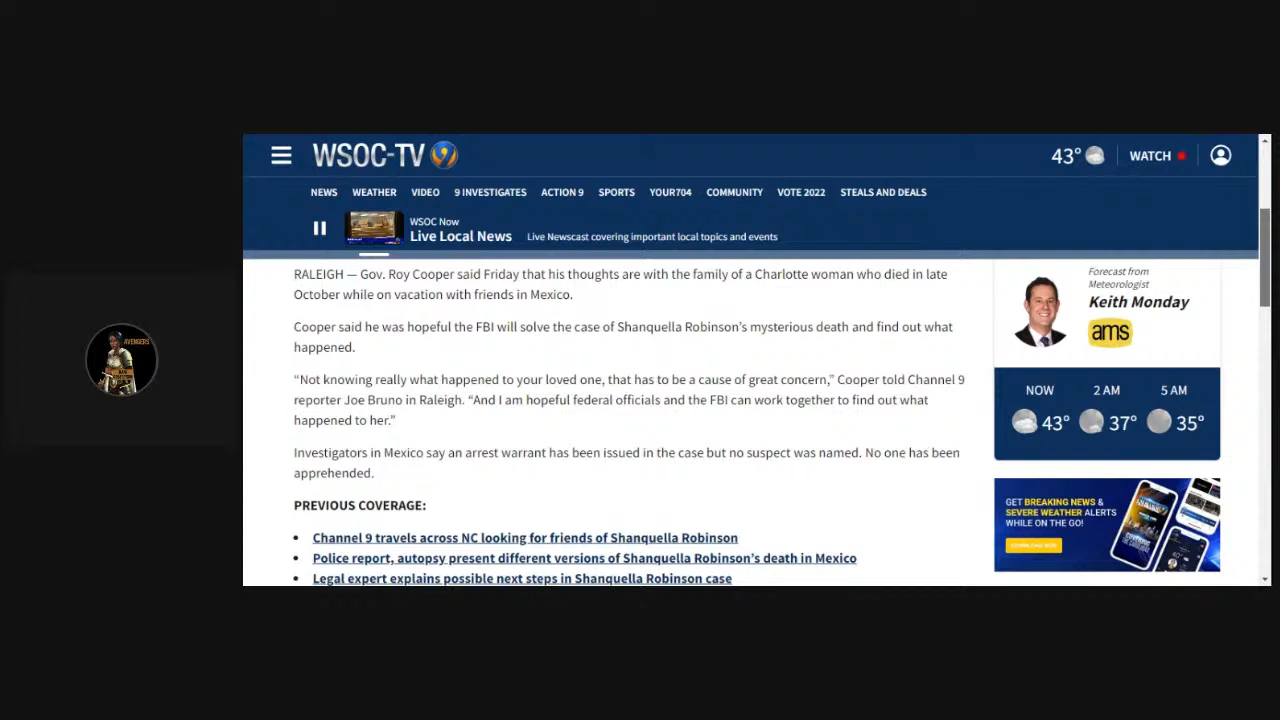 WSOC-TV 9
43°
WATCH
NEWS WEATHER VIDEO 9 INVESTIGATES ACTION 9 SPORTS YOUR704 COMMUNITY VOTE 2022 STEALS AND DEALS
WSOC Now
Live Local News Live Newscast covering important local topics and events
RALEIGH — Gov. Roy Cooper said Friday that his thoughts are with the family of a Charlotte woman who died in late
October while on vacation with friends in Mexico.
Cooper said he was hopeful the FBI will solve the case of Shanquella Robinson’s mysterious death and find out what
happened.
“Not knowing really what happened to your loved one, that has to be a cause of great concern,” Cooper told Channel 9
reporter Joe Bruno in Raleigh. “And I am hopeful federal officials and the FBI can work together to find out what
happened to her.”
Investigators in Mexico say an arrest warrant has been issued in the case but no suspect was named. No one has been
apprehended.
PREVIOUS COVERAGE:
• Channel 9 travels across NC looking for friends of Shanquella Robinson
• Police report, autopsy present different versions of Shanquella Robinson’s death in Mexico
• Legal expert explains possible next steps in Shanquella Robinson case
Forecast from
Meteorologist
Keith Monday
ams
NOW 2 AM 5 AM
43° 37° 35°
GET BREAKING NEWS &
SEVERE WEATHER ALERTS
WHILE ON THE GO!
DOWNLOAD NOW
AVENGERS